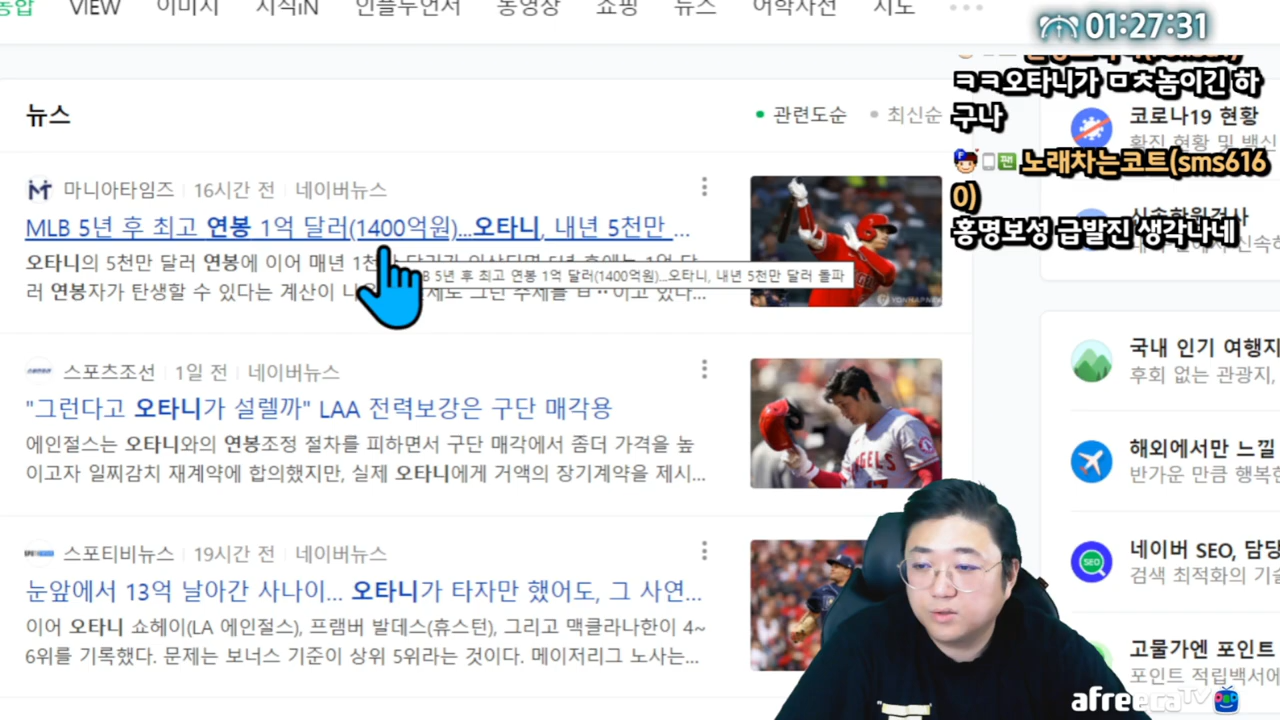 통합 VIEW 이미지 지식iN 인플루언서 동영상 쇼핑 뉴스 어학사전 지도
01:27:31
ㅋㅋ오타니가 ㅁㅊ놈이긴 하
구나
노래차는코트(sms616
0)
홍명보성 급발진 생각나네
뉴스
관련도순 최신순
마니아타임즈 16시간 전 네이버뉴스
MLB 5년 후 최고 연봉 1억 달러(1400억원)...오타니, 내년 5천만 ...
오타니의 5천만 달러 연봉에 이어 매년 1천만
5년 후 최고 연봉 1억 달러(1400억원)...오타니, 내년 5천만 달러 돌파
러 연봉자가 탄생할 수 있다는 계산이
YONHAPNEWS
스포츠조선 1일 전 네이버뉴스
"그런다고 오타니가 설렐까" LAA 전력보강은 구단 매각용
에인절스는 오타니와의 연봉조정 절차를 피하면서 구단 매각에서 좀더 가격을 높
이고자 일찌감치 재계약에 합의했지만, 실제 오타니에게 거액의 장기계약을 제시...
ANGELS
스포티비뉴스 19시간 전 네이버뉴스
눈앞에서 13억 날아간 사나이... 오타니가 타자만 했어도, 그 사연...
이어 오타니 쇼헤이(LA 에인절스), 프램버 발데스(휴스턴), 그리고 맥클라나한이 4~
6위를 기록했다. 문제는 보너스 기준이 상위 5위라는 것이다. 메이저리그 노사는...
코로나19 현황
확진 현황 및 백신
신속항원검사
국내 인기 여행지
후회 없는 관광지,
해외에서만 느낄
반가운 만큼 행복한
SEO
네이버 SEO, 담당
검색 최적화의 기술
고물가엔 포인트
포인트 적립백서에
afreecaTV